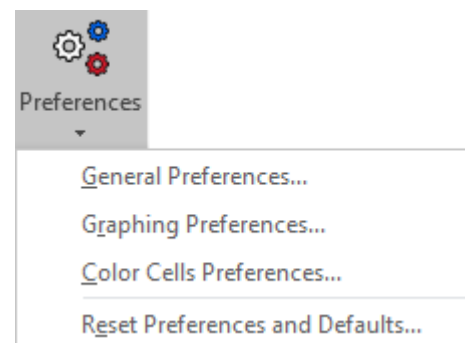 Preferences
General Preferences...
Graphing Preferences...
Color Cells Preferences...
Reset Preferences and Defaults...